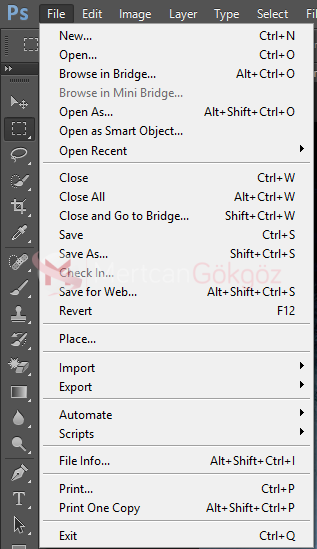 Ps File Edit Image Layer Type Select
New... Ctrl+N
Open... Ctrl+O
Browse in Bridge... Alt+Ctrl+O
Browse in Mini Bridge...
Open As... Alt+Shift+Ctrl+O
Open as Smart Object...
Open Recent
Close Ctrl+W
Close All Alt+Ctrl+W
Close and Go to Bridge... Shift+Ctrl+W
Save Ctrl+S
Save As... Shift+Ctrl+S
Check In...
Gökgöz
Save for Web... Alt+Shift+Ctrl+S
Revert F12
Place...
Import
Export
Automate
Scripts
File Info... Alt+Shift+Ctrl+I
Print... Ctrl+P
T
Print One Copy Alt+Shift+Ctrl+P
Exit Ctrl+Q